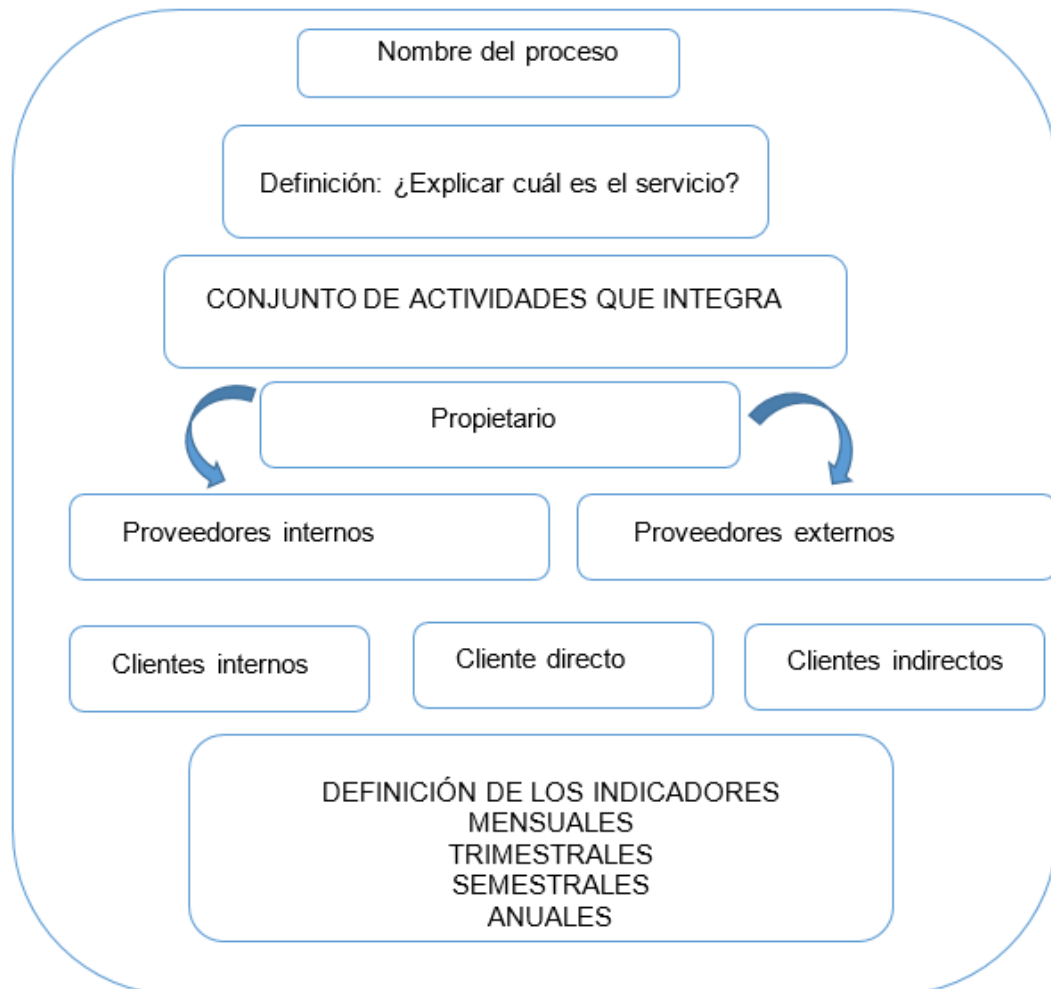 Nombre del proceso
Definición: ¿Explicar cuál es el servicio?
CONJUNTO DE ACTIVIDADES QUE INTEGRA
Propietario
Proveedores internos
Proveedores externos
Clientes internos
Cliente directo
Clientes indirectos
DEFINICIÓN DE LOS INDICADORES
MENSUALES
TRIMESTRALES
SEMESTRALES
ANUALES